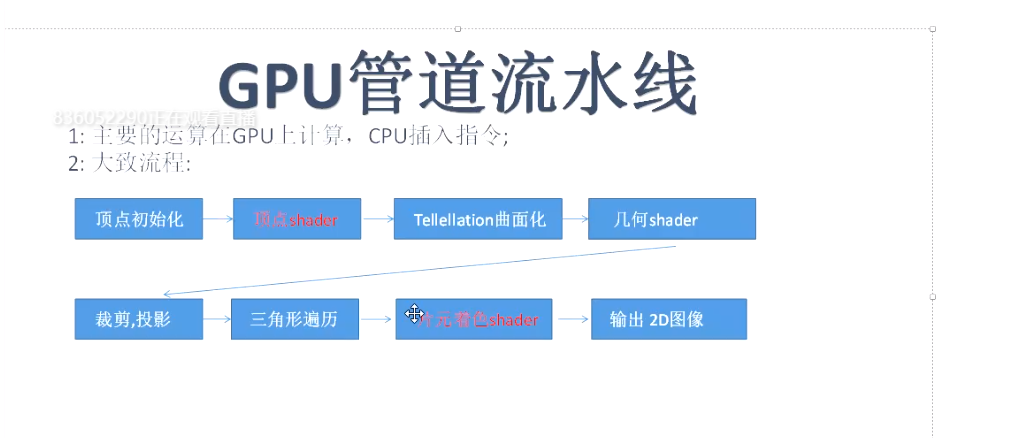 GPU管道流水线
836052290正在观看直播
1: 主要的运算在GPU上计算，CPU插入指令;
2: 大致流程:
顶点初始化
顶点shader
Tellellation曲面化
几何shader
裁剪,投影
三角形遍历
片元着色shader
输出 2D图像